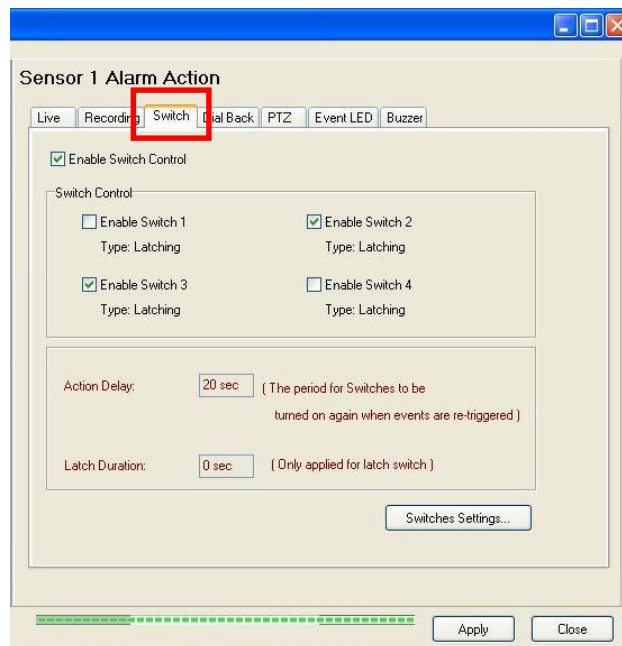 Sensor 1 Alarm Action
Live Recording Switch Dial Back PTZ Event LED Buzzer
Enable Switch Control
Switch Control
Enable Switch 1 Enable Switch 2
Type: Latching Type: Latching
Enable Switch 3 Enable Switch 4
Type: Latching Type: Latching
Action Delay: 20 sec ( The period for Switches to be
turned on again when events are re-triggered )
Latch Duration: 0 sec ( Only applied for latch switch )
Switches Settings...
Apply Close